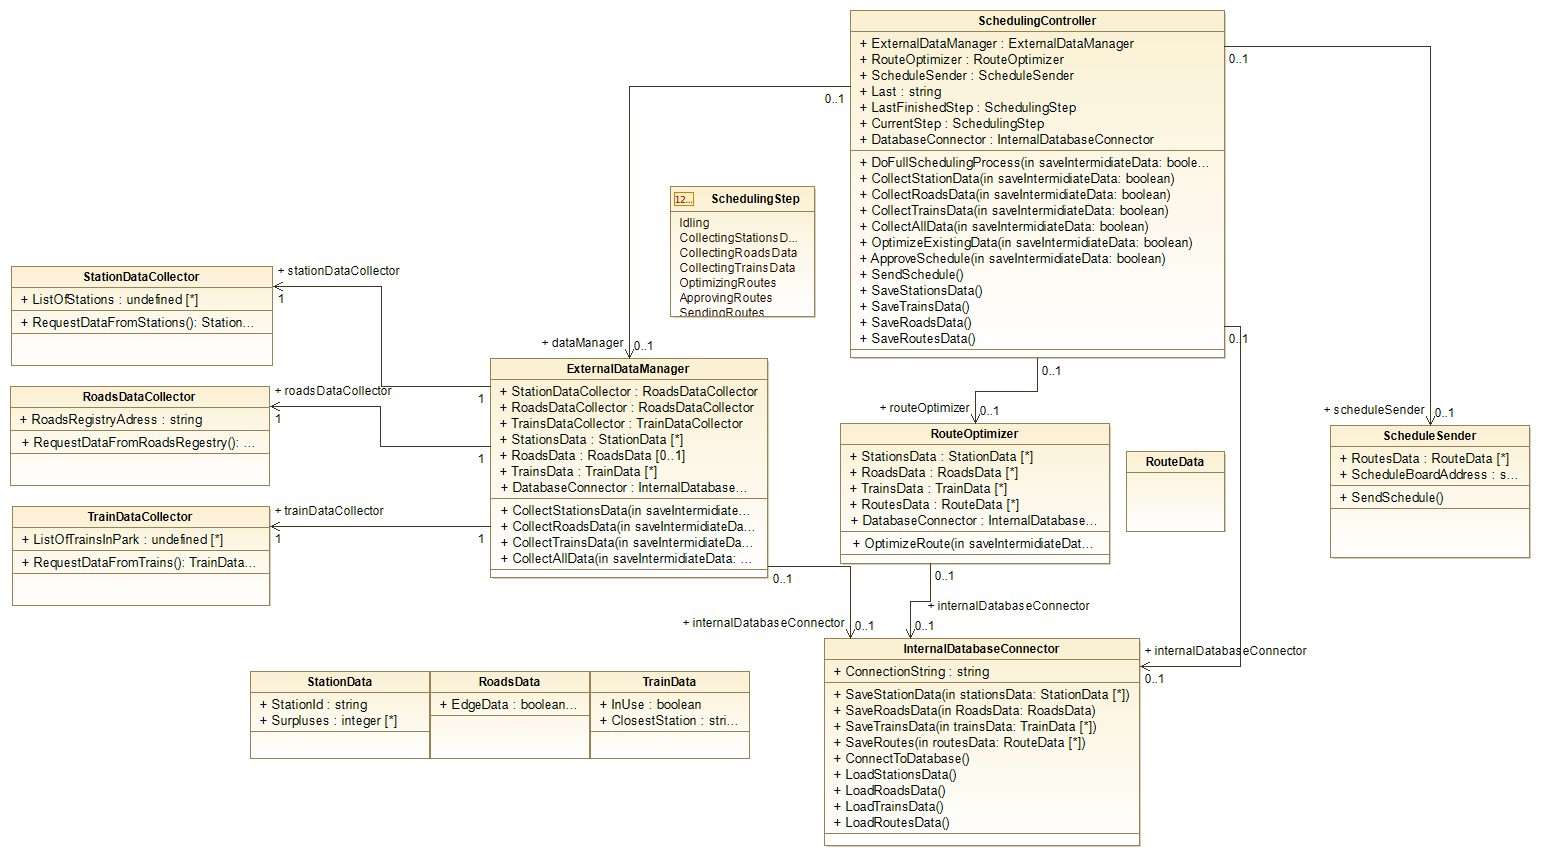 SchedulingController
+ ExternalDataManager : ExternalDataManager
+ RouteOptimizer : RouteOptimizer
+ ScheduleSender : ScheduleSender
+ Last : string
+ LastFinishedStep : SchedulingStep
+ CurrentStep : SchedulingStep
+ DatabaseConnector : InternalDatabaseConnector
+ DoFullSchedulingProcess(in saveIntermidiateData: boole...
+ CollectStationData(in saveIntermidiateData: boolean)
+ CollectRoadsData(in saveIntermidiateData: boolean)
+ CollectTrainsData(in saveIntermidiateData: boolean)
+ CollectAllData(in saveIntermidiateData: boolean)
+ OptimizeExistingData(in saveIntermidiateData: boolean)
+ ApproveSchedule(in saveIntermidiateData: boolean)
+ SendSchedule()
+ SaveStationsData()
+ SaveTrainsData()
+ SaveRoadsData()
+ SaveRoutesData()
0..1
0..1
0..1
0..1
12... SchedulingStep
Idling
CollectingStationsD...
CollectingRoadsData
CollectingTrainsData
OptimizingRoutes
ApprovingRoutes
SendingRoutes
StationDataCollector
+ ListOfStations : undefined [*]
+ RequestDataFromStations(): Station...
+ stationDataCollector
1
RoadsDataCollector
+ RoadsRegistryAdress : string
+ RequestDataFromRoadsRegestry(): ...
+ roadsDataCollector
1
TrainDataCollector
+ ListOfTrainsInPark : undefined [*]
+ RequestDataFromTrains(): TrainData...
+ trainDataCollector
1
1
1
1
+ dataManager
0..1
ExternalDataManager
+ StationDataCollector : RoadsDataCollector
+ RoadsDataCollector : RoadsDataCollector
+ TrainsDataCollector : TrainDataCollector
+ StationsData : StationData [*]
+ RoadsData : RoadsData [0..1]
+ TrainsData : TrainData [*]
+ DatabaseConnector : InternalDatabase...
+ CollectStationsData(in saveIntermediate...
+ CollectRoadsData(in saveIntermediateDa...
+ CollectTrainsData(in saveIntermediateDa...
+ CollectAllData(in saveIntermediateData: ...
0..1
+ routeOptimizer
0..1
RouteOptimizer
+ StationsData : StationData [*]
+ RoadsData : RoadsData [*]
+ TrainsData : TrainData [*]
+ RoutesData : RouteData [*]
+ DatabaseConnector : InternalDatabase...
+ OptimizeRoute(in saveIntermediateDat...
0..1
RouteData
+ scheduleSender
0..1
ScheduleSender
+ RoutesData : RouteData [*]
+ ScheduleBoardAddress : s...
+ SendSchedule()
+ internalDatabaseConnector
0..1
+ internalDatabaseConnector
0..1
+ internalDatabaseConnector
0..1
InternalDatabaseConnector
+ ConnectionString : string
+ SaveStationData(in stationsData: StationData [*])
+ SaveRoadsData(in RoadsData: RoadsData)
+ SaveTrainsData(in trainsData: TrainData [*])
+ SaveRoutes(in routesData: RouteData [*])
+ ConnectToDatabase()
+ LoadStationsData()
+ LoadRoadsData()
+ LoadTrainsData()
+ LoadRoutesData()
StationData
+ StationId : string
+ Surpluses : integer [*]
RoadsData
+ EdgeData : boolean...
TrainData
+ InUse : boolean
+ ClosestStation : stri...